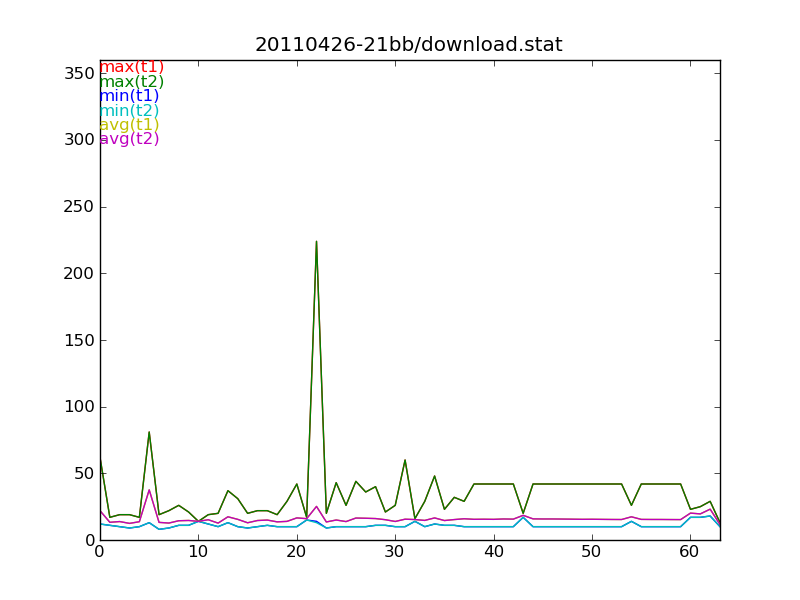 20110426-21bb/download.stat
350
300
250
200
150
100
50
0
max(t1)
max(t2)
min(t1)
min(t2)
avg(t1)
avg(t2)
0 10 20 30 40 50 60